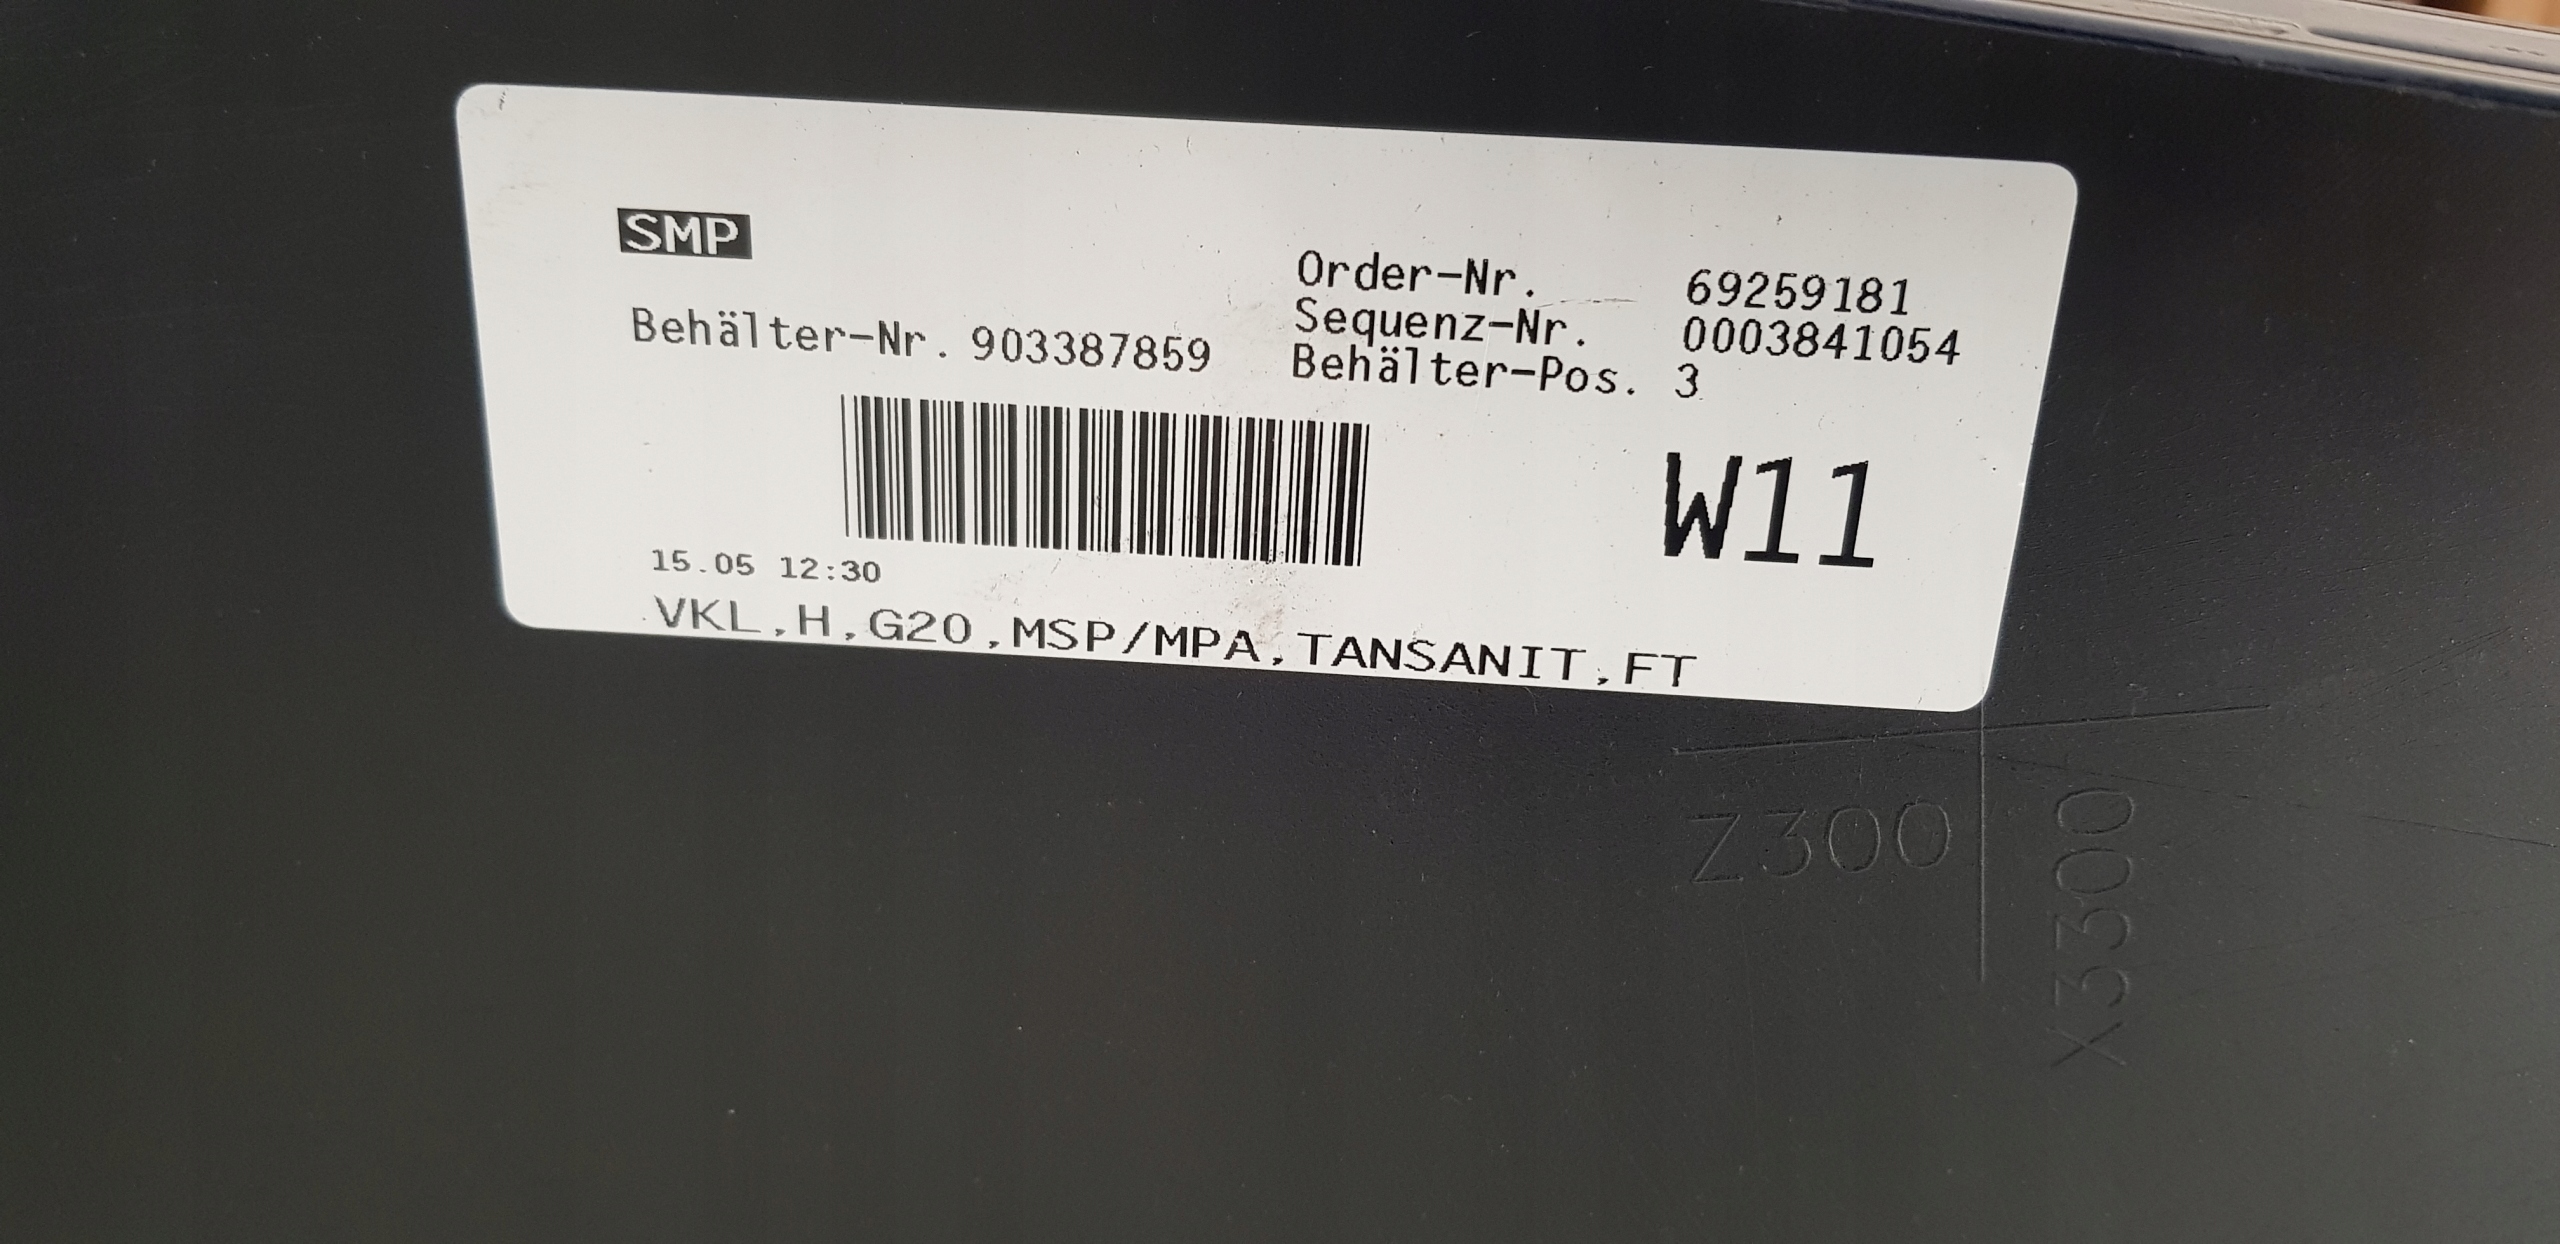 SMP
Behälter-Nr. 903387859
Order-Nr. 69259181
Sequenz-Nr. 0003841054
Behälter-Pos. 3
W11
15.05 12:30
VKL,H,G20,MSP/MPA,TANSANIT,FT
Z300
X3300